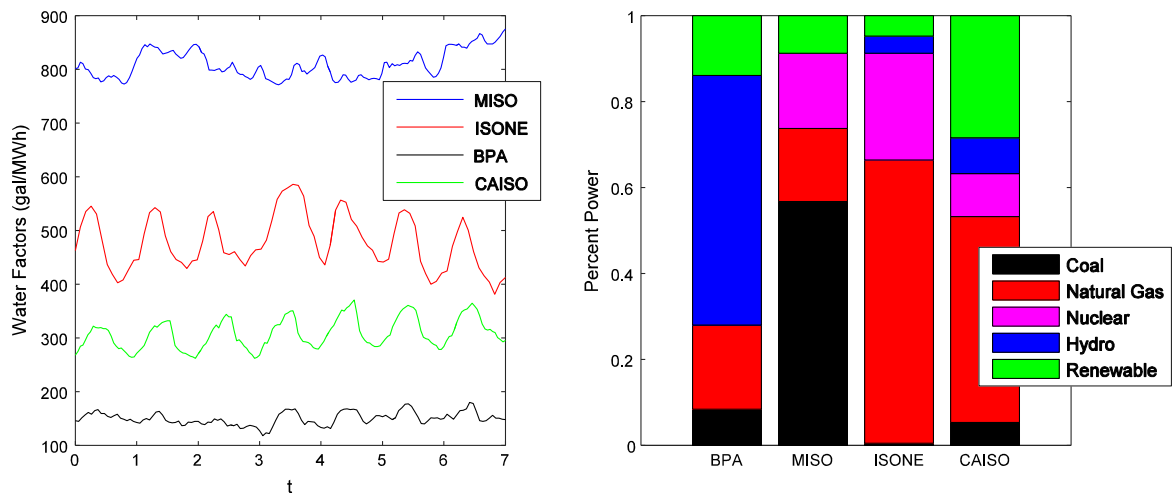 900
800
700
600
500
400
300
200
100
Water Factors (gal/MWh)
MISO
ISONE
BPA
CAISO
0 1 2 3 4 5 6 7
t
1
0.8
0.6
0.4
0.2
0
Percent Power
Coal
Natural Gas
Nuclear
Hydro
Renewable
BPA MISO ISONE CAISO